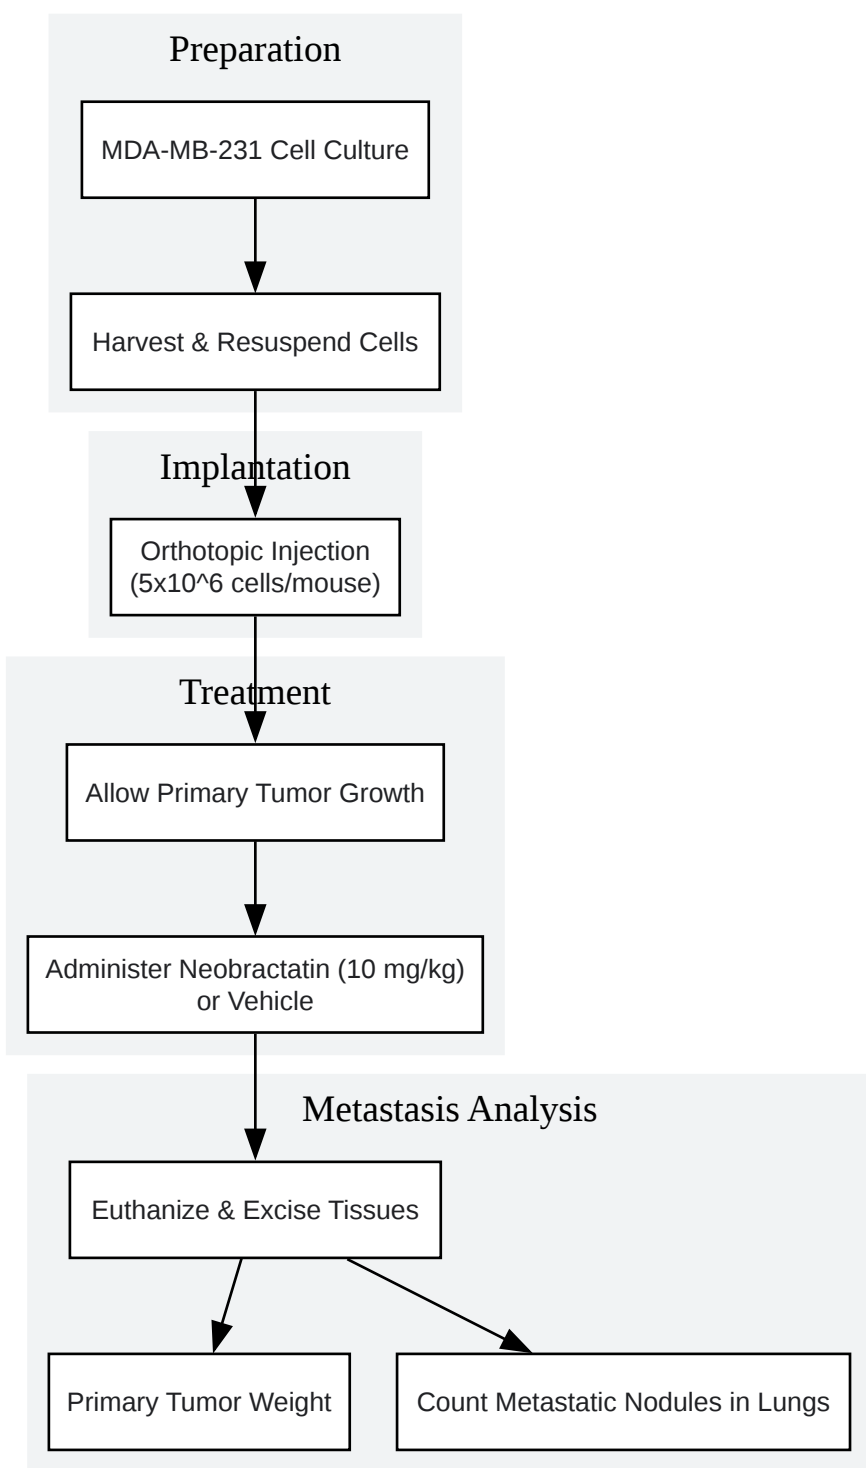 Preparation
MDA-MB-231 Cell Culture
Harvest & Resuspend Cells
Implantation
Orthotopic Injection
(5x10^6 cells/mouse)
Treatment
Allow Primary Tumor Growth
Administer Neobractatin (10 mg/kg)
or Vehicle
Metastasis Analysis
Euthanize & Excise Tissues
Primary Tumor Weight
Count Metastatic Nodules in Lungs